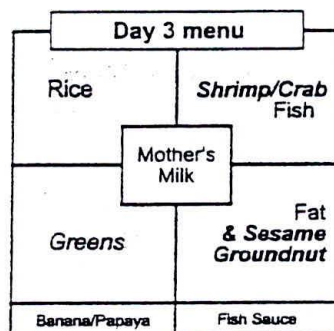 Day 3 menu
Rice
Shrimp/Crab
Fish
Mother's
Milk
Greens
Fat
& Sesame
Groundnut
Banana/Papaya
Fish Sauce